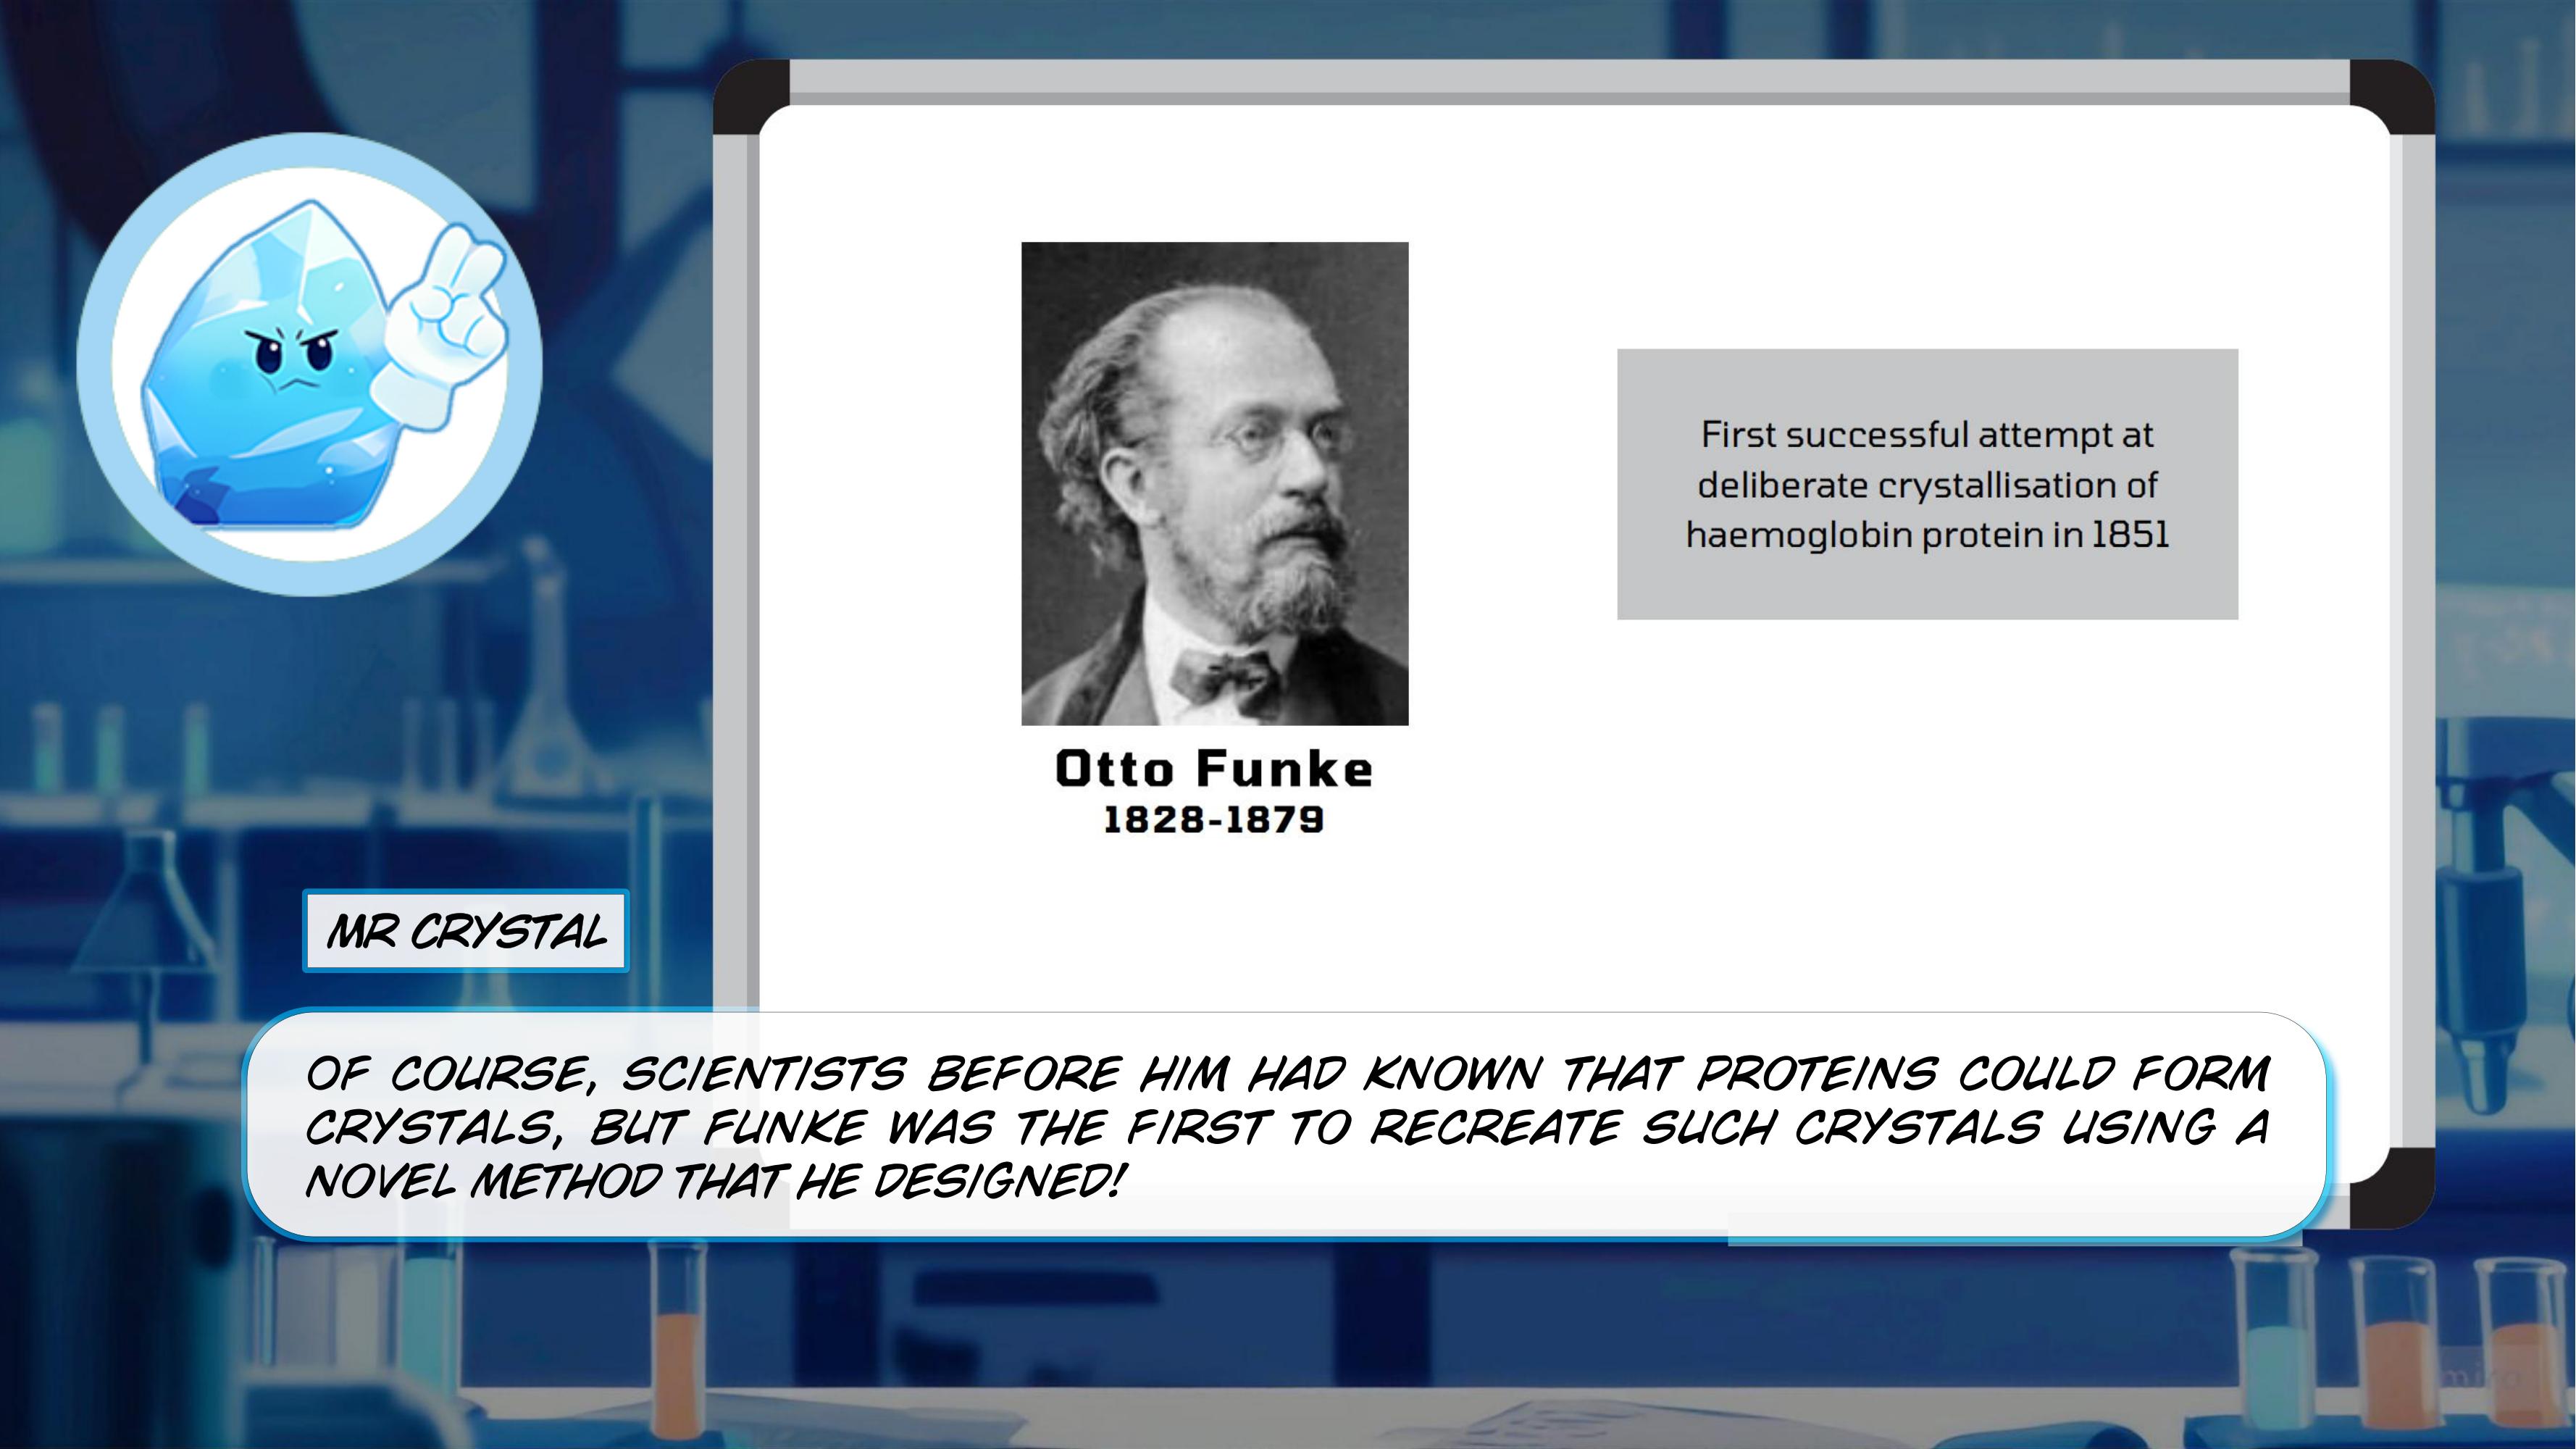 First successful attempt at
deliberate crystallisation of
haemoglobin protein in 1851
Otto Funke
1828-1879
MR CRYSTAL
OF COURSE, SCIENTISTS BEFORE HIM HAD KNOWN THAT PROTEINS COULD FORM
CRYSTALS, BUT FUNKE WAS THE FIRST TO RECREATE SUCH CRYSTALS USING A
NOVEL METHOD THAT HE DESIGNED!